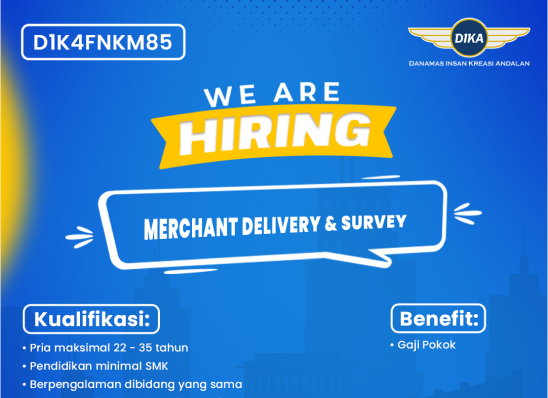 D1K4FNKM85
DIKA
DANAMAS INSAN KREASI ANDALAN
WE ARE
HIRING
MERCHANT DELIVERY & SURVEY
Kualifikasi:
• Pria maksimal 22 - 35 tahun
• Pendidikan minimal SMK
• Berpengalaman dibidang yang sama
Benefit:
• Gaji Pokok